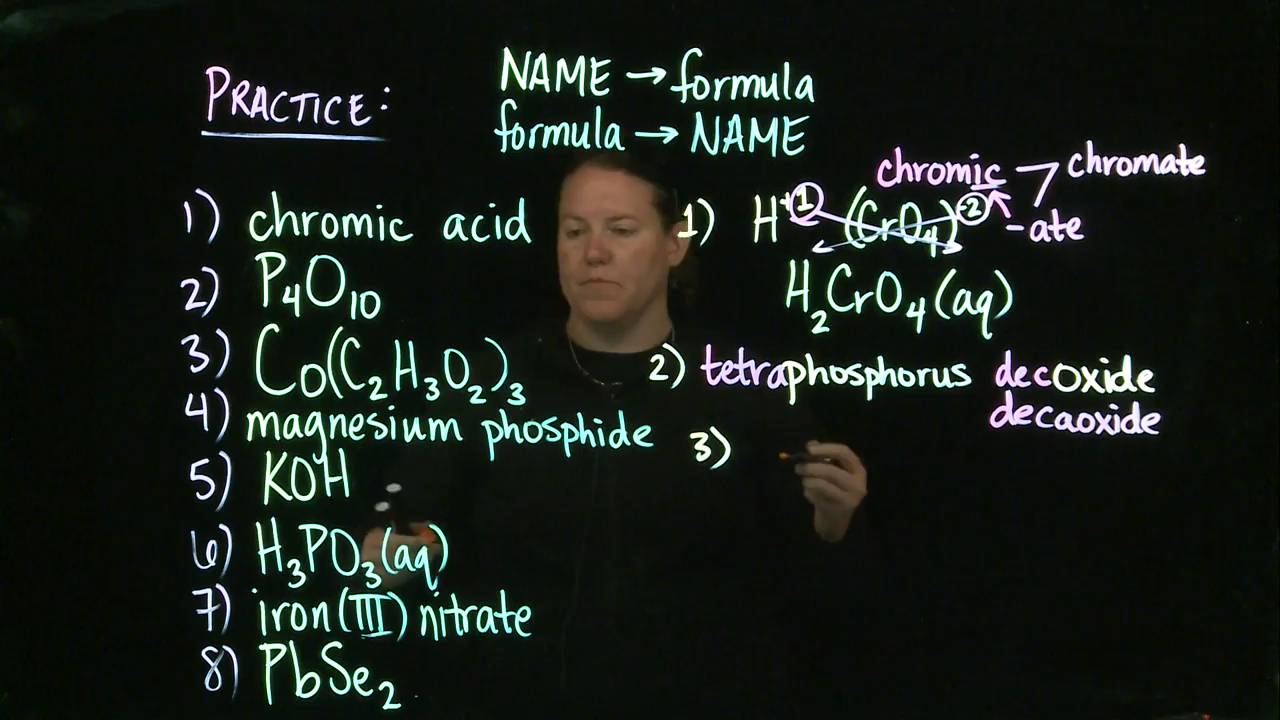 PRACTICE:
NAME → formula
formula → NAME
1) chromic acid
2) P₄O₁₀
3) Co(C₂H₃O₂)₃
4) magnesium phosphide
5) KOH
6) H₃PO₃(aq)
7) iron(III) nitrate
8) PbSe₂
chromic → chromate
-ate
1) H⁺¹ (CrO₄)⁻²
H₂CrO₄(aq)
2) tetraphosphorus decoxide
decaoxide
3)